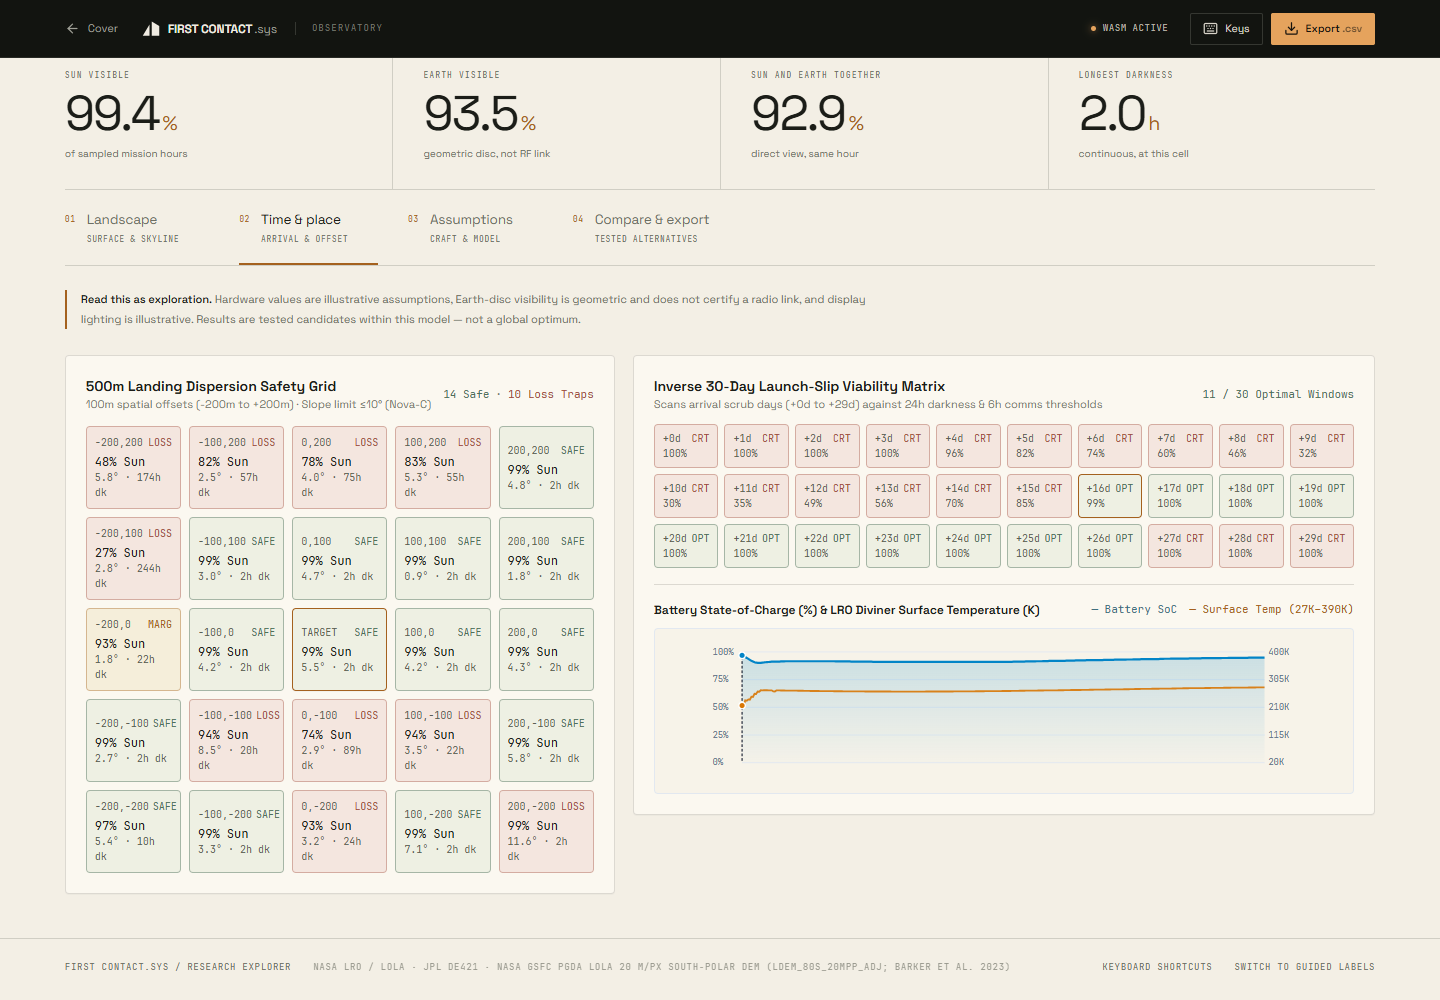 Cover
FIRST CONTACT.sys
OBSERVATORY
WASM ACTIVE
Keys
Export.csv
SUN VISIBLE
99.4%
of sampled mission hours
EARTH VISIBLE
93.5%
geometric disc, not RF link
SUN AND EARTH TOGETHER
92.9%
direct view, same hour
LONGEST DARKNESS
2.0h
continuous, at this cell
01 Landscape
SURFACE & SKYLINE
02 Time & place
ARRIVAL & OFFSET
03 Assumptions
CRAFT & MODEL
04 Compare & export
TESTED ALTERNATIVES
Read this as exploration. Hardware values are illustrative assumptions, Earth-disc visibility is geometric and does not certify a radio link, and display
lighting is illustrative. Results are tested candidates within this model — not a global optimum.
500m Landing Dispersion Safety Grid
100m spatial offsets (-200m to +200m) · Slope limit ≤10° (Nova-C)
14 Safe · 10 Loss Traps
-200,200 LOSS
48% Sun
5.8° · 174h
dk
-100,200 LOSS
82% Sun
2.5° · 57h
dk
0,200 LOSS
78% Sun
4.0° · 75h
dk
100,200 LOSS
83% Sun
5.3° · 55h
dk
200,200 SAFE
99% Sun
4.8° · 2h dk
-200,100 LOSS
27% Sun
2.8° · 244h
dk
-100,100 SAFE
99% Sun
3.0° · 2h dk
0,100 SAFE
99% Sun
4.7° · 2h dk
100,100 SAFE
99% Sun
0.9° · 2h dk
200,100 SAFE
99% Sun
1.8° · 2h dk
-200,0 MARG
93% Sun
1.8° · 22h
dk
-100,0 SAFE
99% Sun
4.2° · 2h dk
TARGET SAFE
99% Sun
5.5° · 2h dk
100,0 SAFE
99% Sun
4.2° · 2h dk
200,0 SAFE
99% Sun
4.3° · 2h dk
-200,-100 SAFE
99% Sun
2.7° · 2h dk
-100,-100 LOSS
94% Sun
8.5° · 20h
dk
0,-100 LOSS
74% Sun
2.9° · 89h
dk
100,-100 LOSS
94% Sun
3.5° · 22h
dk
200,-100 SAFE
99% Sun
5.8° · 2h dk
-200,-200 SAFE
97% Sun
5.4° · 10h
dk
-100,-200 SAFE
99% Sun
3.3° · 2h dk
0,-200 LOSS
93% Sun
3.2° · 24h
dk
100,-200 SAFE
99% Sun
7.1° · 2h dk
200,-200 LOSS
99% Sun
11.6° · 2h
dk
Inverse 30-Day Launch-Slip Viability Matrix
Scans arrival scrub days (+0d to +29d) against 24h darkness & 6h comms thresholds
11 / 30 Optimal Windows
+0d CRT
100%
+1d CRT
100%
+2d CRT
100%
+3d CRT
100%
+4d CRT
96%
+5d CRT
82%
+6d CRT
74%
+7d CRT
60%
+8d CRT
46%
+9d CRT
32%
+10d CRT
30%
+11d CRT
35%
+12d CRT
49%
+13d CRT
56%
+14d CRT
70%
+15d CRT
85%
+16d OPT
99%
+17d OPT
100%
+18d OPT
100%
+19d OPT
100%
+20d OPT
100%
+21d OPT
100%
+22d OPT
100%
+23d OPT
100%
+24d OPT
100%
+25d OPT
100%
+26d OPT
100%
+27d CRT
100%
+28d CRT
100%
+29d CRT
100%
Battery State-of-Charge (%) & LRO Diviner Surface Temperature (K)
— Battery SoC — Surface Temp (27K–390K)
100% 400K
75% 305K
50% 210K
25% 115K
0% 20K
FIRST CONTACT.SYS / RESEARCH EXPLORER
NASA LRO / LOLA · JPL DE421 · NASA GSFC PGDA LOLA 20 M/PX SOUTH-POLAR DEM (LDEM_80S_20MPP_ADJ; BARKER ET AL. 2023)
KEYBOARD SHORTCUTS
SWITCH TO GUIDED LABELS